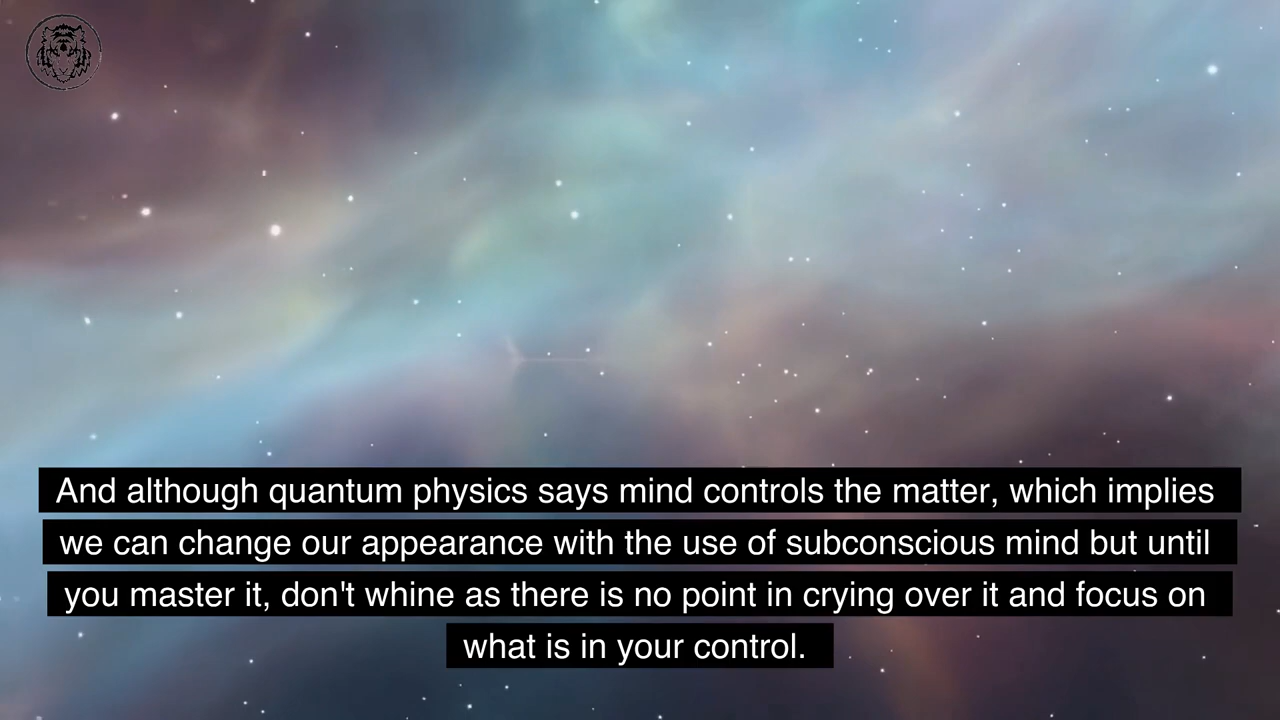 And although quantum physics says mind controls the matter, which implies
we can change our appearance with the use of subconscious mind but until
you master it, don't whine as there is no point in crying over it and focus on
what is in your control.